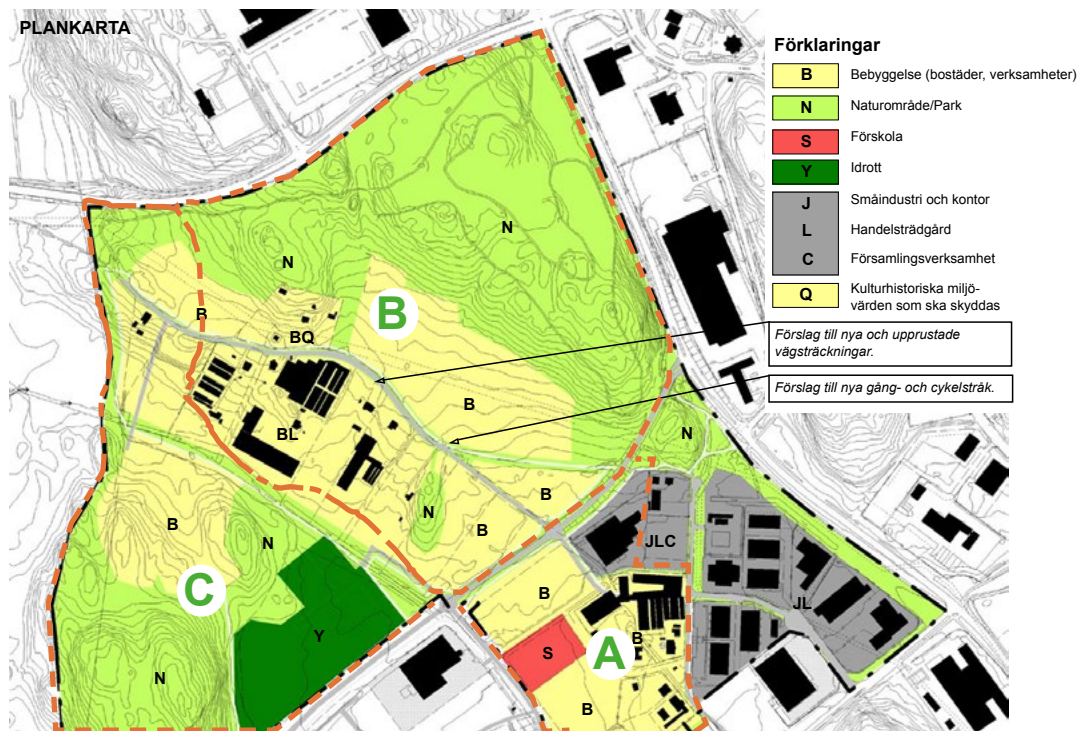 PLANKARTA
Förklaringar
B Bebyggelse (bostäder, verksamheter)
N Naturområde/Park
S Förskola
Y Idrott
J Småindustri och kontor
L Handelsträdgård
C Församlingsverksamhet
Q Kulturhistoriska miljö-
värden som ska skyddas
Förslag till nya och upprustade
vägsträckningar.
Förslag till nya gång- och cykelstråk.
N
N
B
B
BQ
B
BL
N
N
B
B
B
N
JLC
C
B
JL
Y
S
A
B
N
B